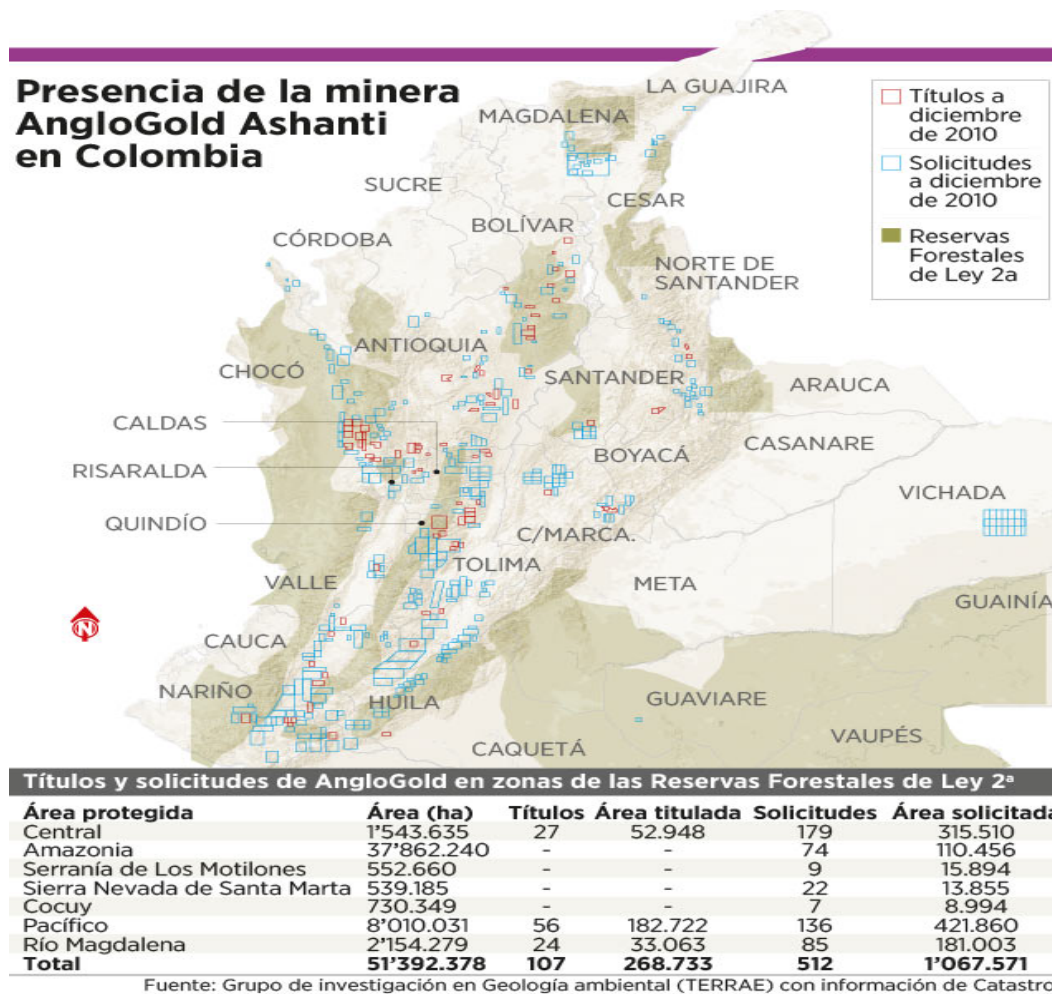 Presencia de la minera
AngloGold Ashanti
en Colombia
Títulos a
diciembre
de 2010
Solicitudes
a diciembre
de 2010
Reservas
Forestales
de Ley 2a
LA GUAJIRA
MAGDALENA
SUCRE
CESAR
BOLÍVAR
CÓRDOBA
NORTE DE
SANTANDER
ANTIOQUIA
CHOCÓ
SANTANDER
ARAUCA
CALDAS
CASANARE
BOYACÁ
RISARALDA
VICHADA
QUINDÍO
C/MARCA.
TOLIMA
VALLE
META
GUAINÍA
N
CAUCA
NARIÑO
HUILA
GUAVIARE
VAUPÉS
CAQUETÁ
Títulos y solicitudes de AngloGold en zonas de las Reservas Forestales de Ley 2ª
Área protegida Área (ha) Títulos Área titulada Solicitudes Área solicitada
Central 1'543.635 27 52.948 179 315.510
Amazonia 37'862.240 - - 74 110.456
Serranía de Los Motilones 552.660 - - 9 15.894
Sierra Nevada de Santa Marta 539.185 - - 22 13.855
Cocuy 730.349 - - 7 8.994
Pacífico 8'010.031 56 182.722 136 421.860
Río Magdalena 2'154.279 24 33.063 85 181.003
Total 51'392.378 107 268.733 512 1'067.571
Fuente: Grupo de investigación en Geología ambiental (TERRAE) con información de Catastro